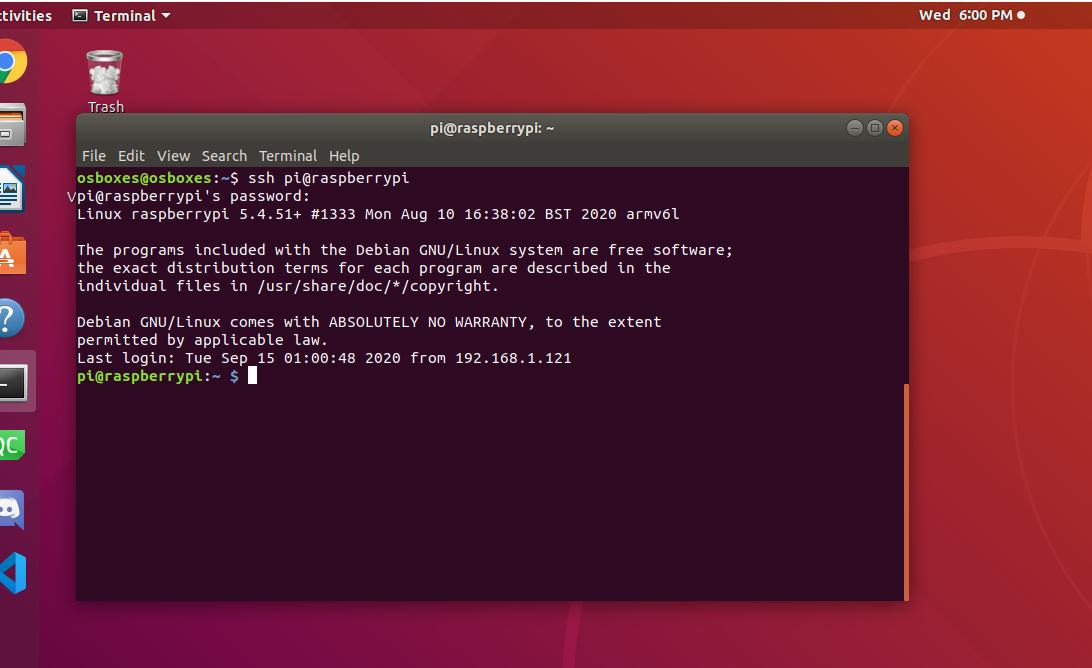 ctivities Terminal Wed 6:00 PM
Trash
pi@raspberrypi: ~
File Edit View Search Terminal Help
osboxes@osboxes:~$ ssh pi@raspberrypi
pi@raspberrypi's password:
Linux raspberrypi 5.4.51+ #1333 Mon Aug 10 16:38:02 BST 2020 armv6l
The programs included with the Debian GNU/Linux system are free software;
the exact distribution terms for each program are described in the
individual files in /usr/share/doc/*/copyright.
Debian GNU/Linux comes with ABSOLUTELY NO WARRANTY, to the extent
permitted by applicable law.
Last login: Tue Sep 15 01:00:48 2020 from 192.168.1.121
pi@raspberrypi:~ $
QC